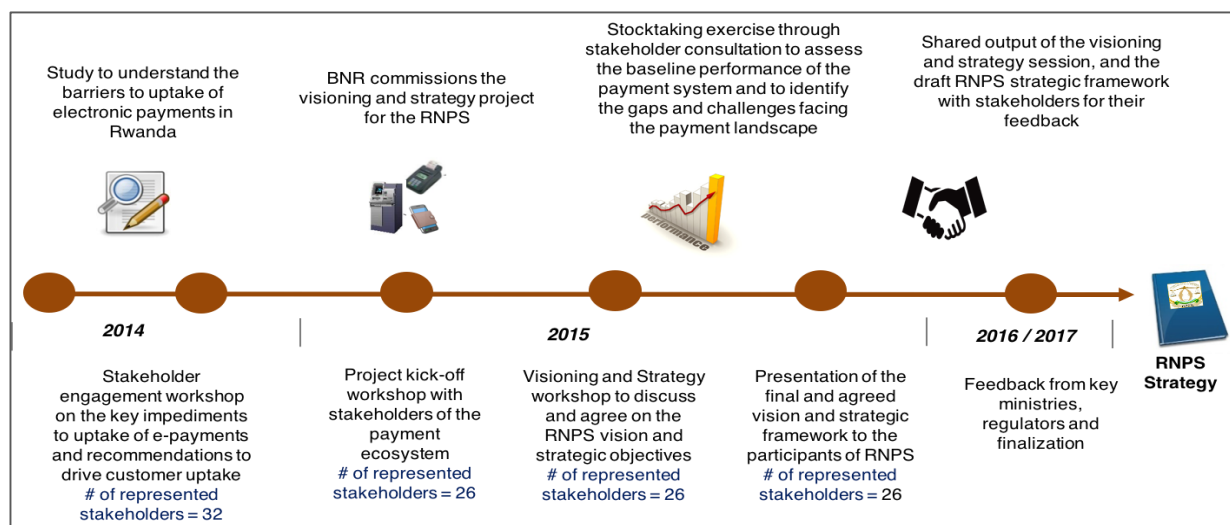 Study to understand the
barriers to uptake of
electronic payments in
Rwanda
BNR commissions the
visioning and strategy project
for the RNPS
Stocktaking exercise through
stakeholder consultation to assess
the baseline performance of the
payment system and to identify
the gaps and challenges facing
the payment landscape
Shared output of the visioning
and strategy session, and the
draft RNPS strategic framework
with stakeholders for their
feedback
performance
2014
2015
2016 / 2017
RNPS
Strategy
Stakeholder
engagement workshop
on the key impediments
to uptake of e-payments
and recommendations to
drive customer uptake
# of represented
stakeholders = 32
Project kick-off
workshop with
stakeholders of the
payment
ecosystem
# of represented
stakeholders = 26
Visioning and Strategy
workshop to discuss
and agree on the
RNPS vision and
strategic objectives
# of represented
stakeholders = 26
Presentation of the
final and agreed
vision and strategic
framework to the
participants of RNPS
# of represented
stakeholders = 26
Feedback from key
ministries,
regulators and
finalization